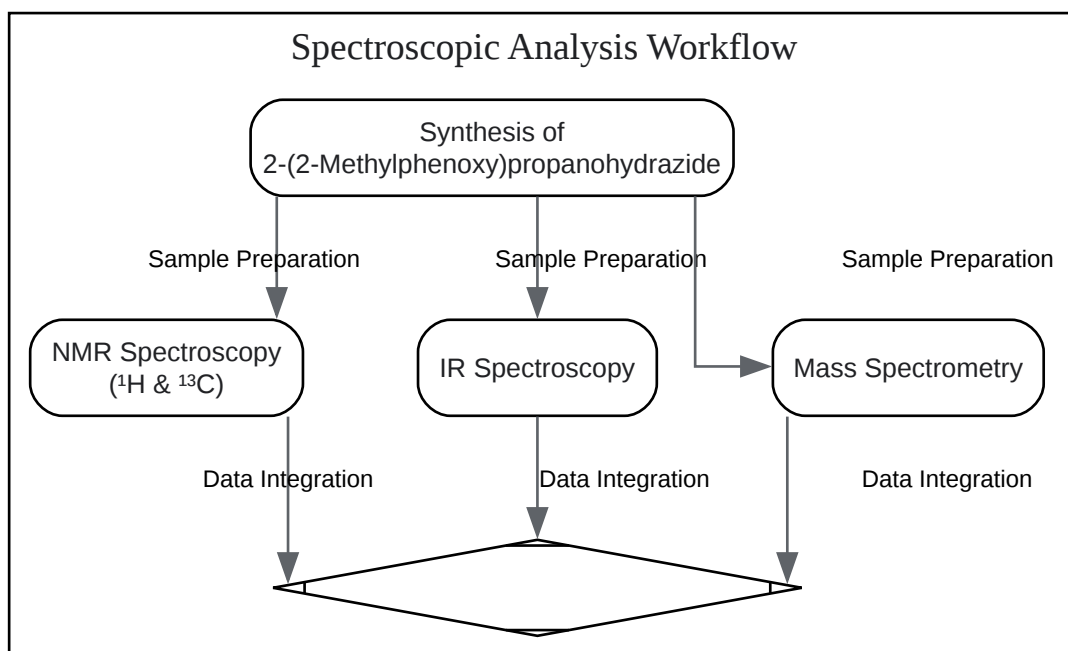 Spectroscopic Analysis Workflow
Synthesis of
2-(2-Methylphenoxy)propanohydrazide
Sample Preparation
Sample Preparation
Sample Preparation
NMR Spectroscopy
(¹H & ¹³C)
IR Spectroscopy
Mass Spectrometry
Data Integration
Data Integration
Data Integration